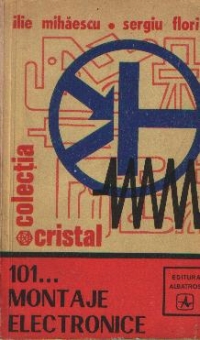 ilie mihăescu • sergiu flori
colecția
cristal
101...
MONTAJE
ELECTRONICE
EDITURA
ALBATROS